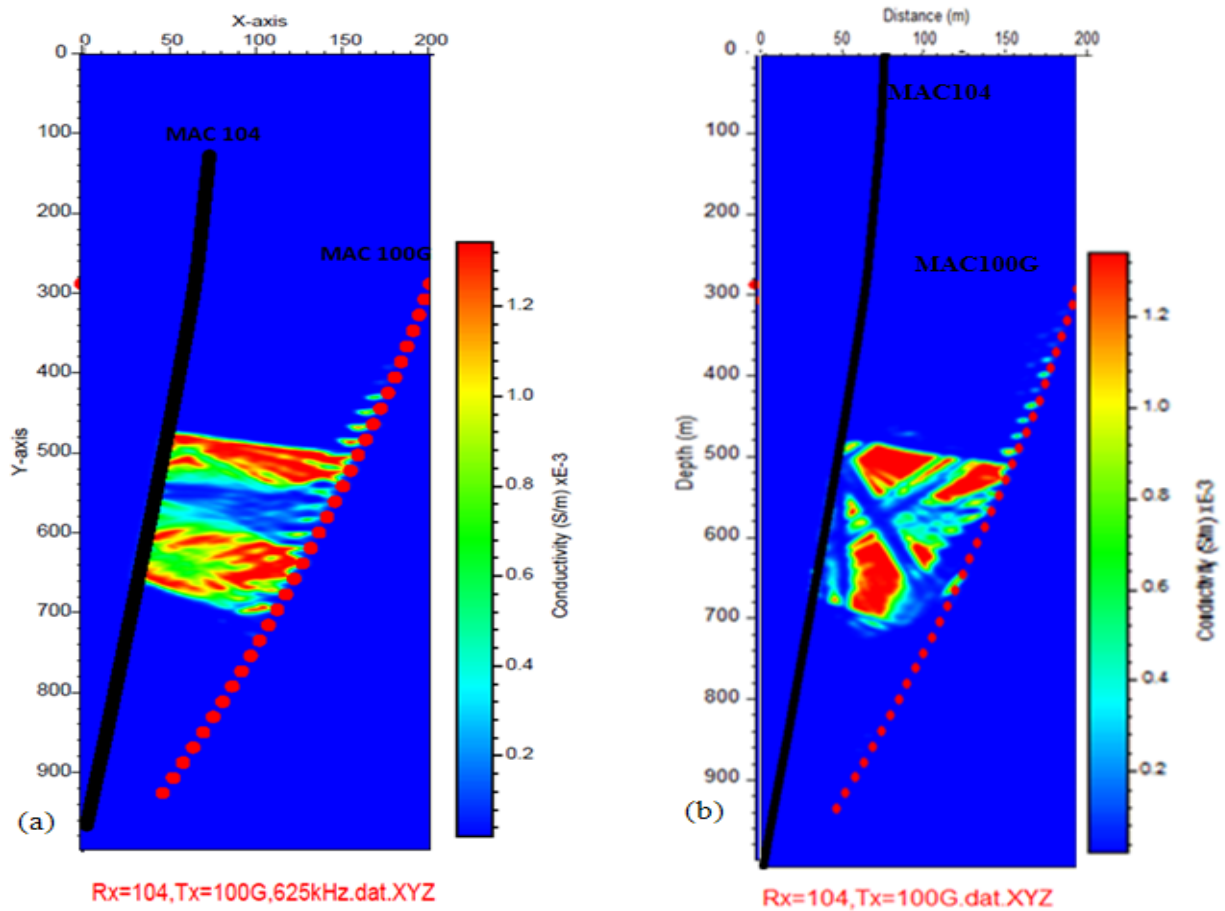 X-axis
0 50 100 150 200
0
100
200
300
400
500
600
700
800
900
Y-axis
MAC 104
MAC 100G
1.2
1.0
0.8
0.6
0.4
0.2
Conductivity (S/m) xE-3
(a)
Rx=104,Tx=100G,625kHz.dat.XYZ
Distance (m)
0 50 100 150 200
0
100
200
300
400
500
600
700
800
900
Depth (m)
MAC104
MAC100G
1.2
1.0
0.8
0.6
0.4
0.2
Conductivity (S/m) xE-3
(b)
Rx=104,Tx=100G.dat.XYZ